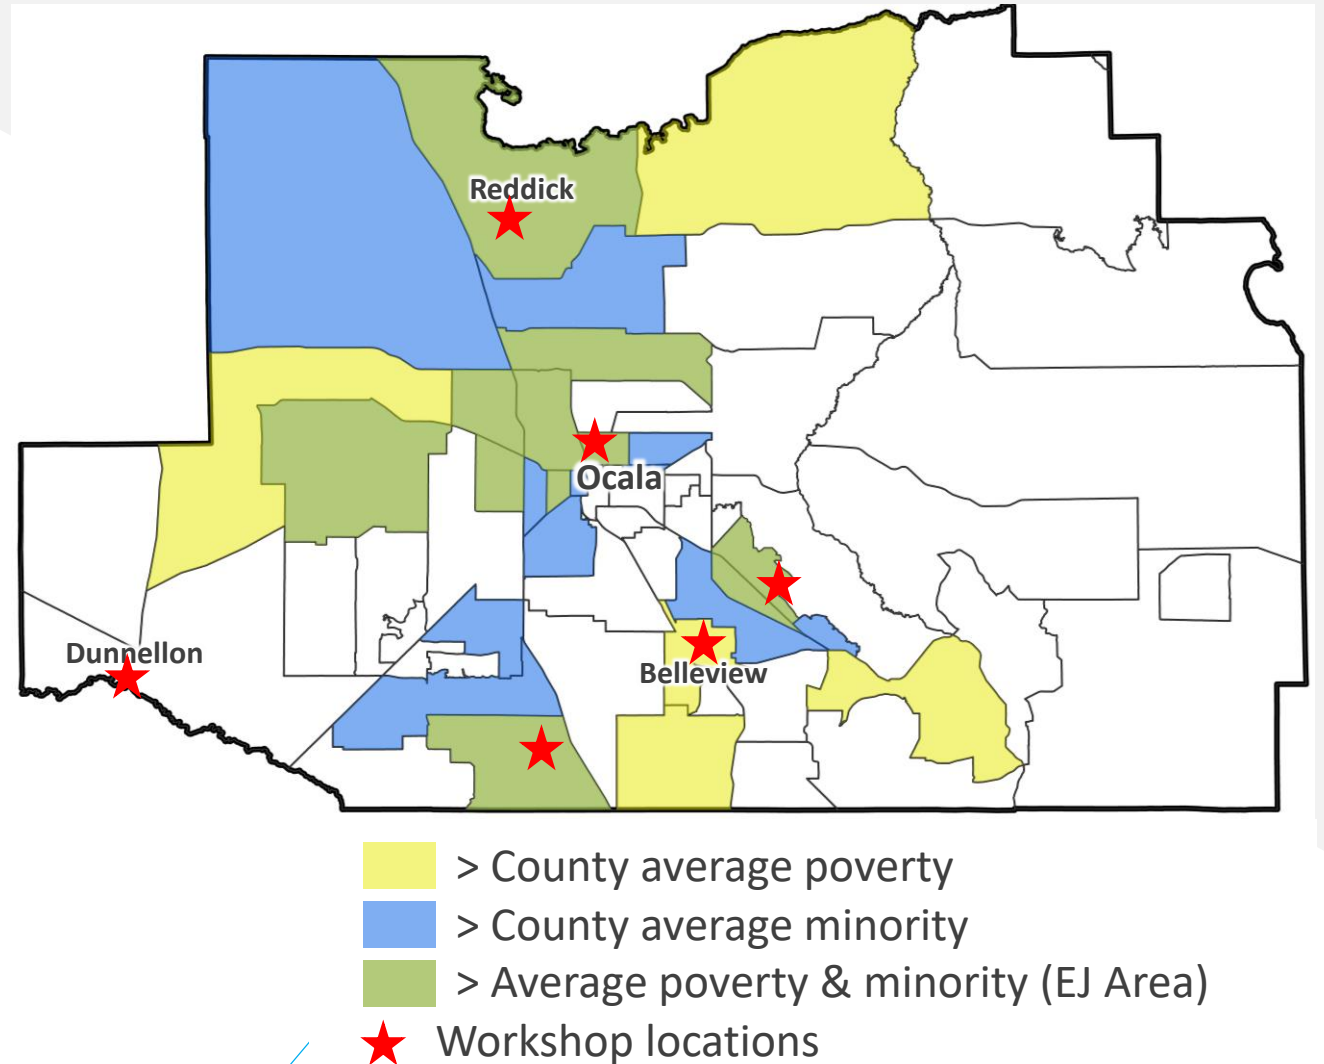 Reddick
Ocala
Dunnellon
Belleview
> County average poverty
> County average minority
> Average poverty & minority (EJ Area)
Workshop locations